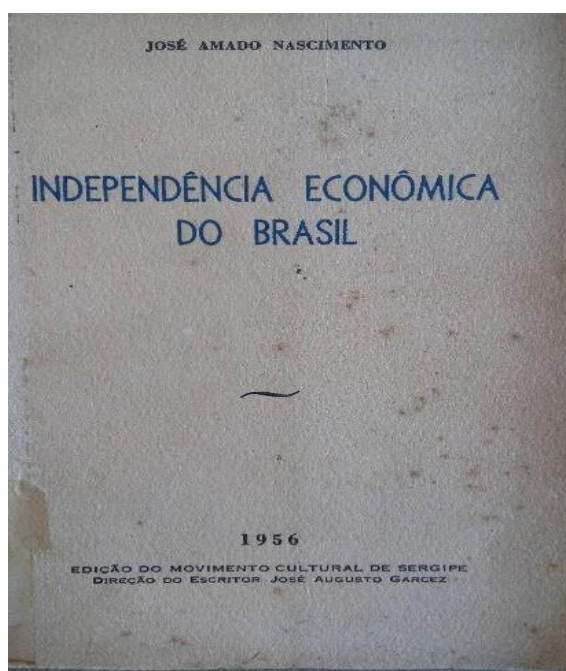 JOSÉ AMADO NASCIMENTO
INDEPENDÊNCIA ECONÔMICA
DO BRASIL
1956
EDIÇÃO DO MOVIMENTO CULTURAL DE SERGIPE
DIREÇÃO DO ESCRITOR JOSÉ AUGUSTO GARCEZ